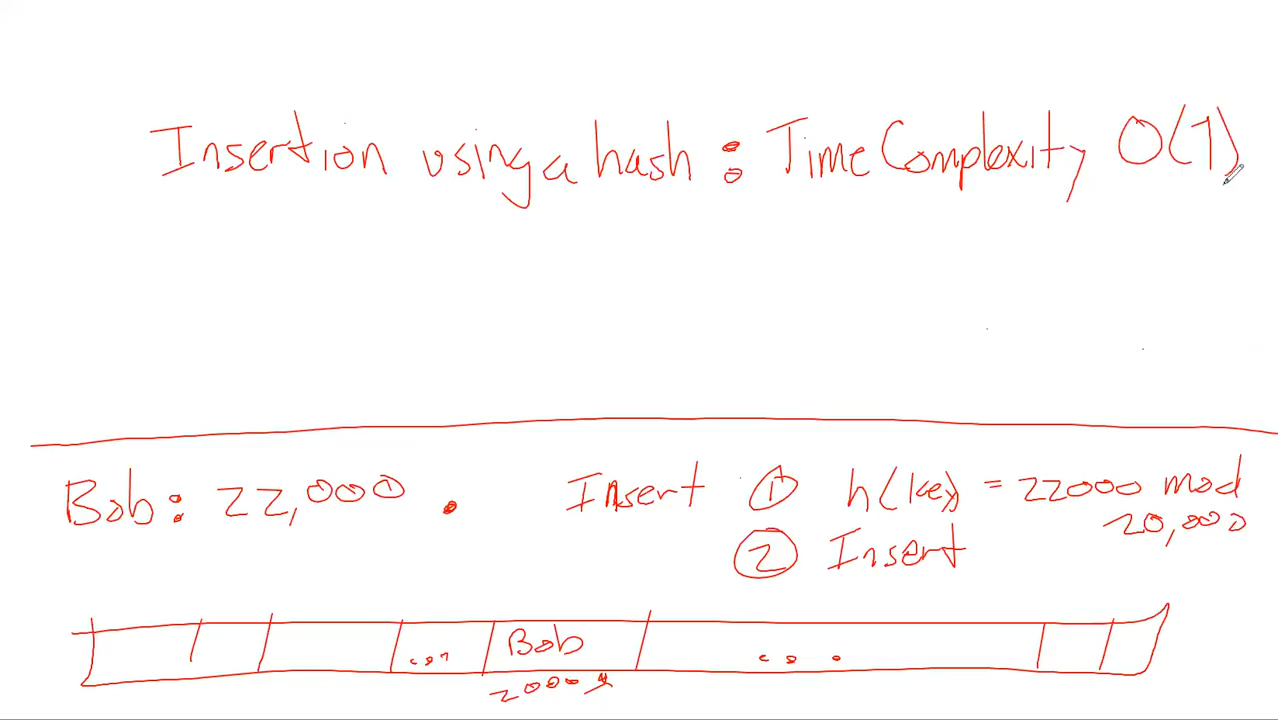 Insertion using a hash : Time Complexity O(1)
Bob: 22,000 .
Insert ① h(key) = 22000 mod
20,000
② Insert
... Bob ...
2000